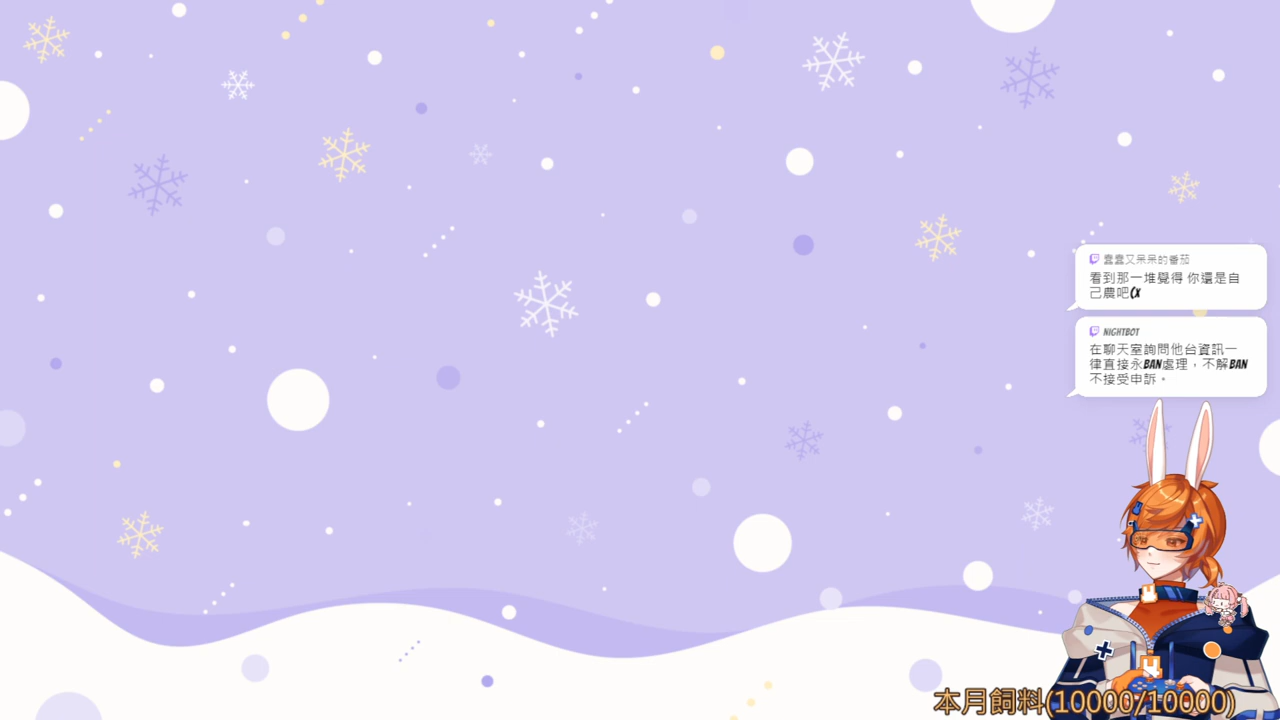 蠢蠢又呆呆的番茄
看到那一堆覺得 你還是自
己農吧(X
NIGHTBOT
在聊天室詢問他台資訊一
律直接永BAN處理，不解BAN
不接受申訴。
本月飼料(10000/10000)